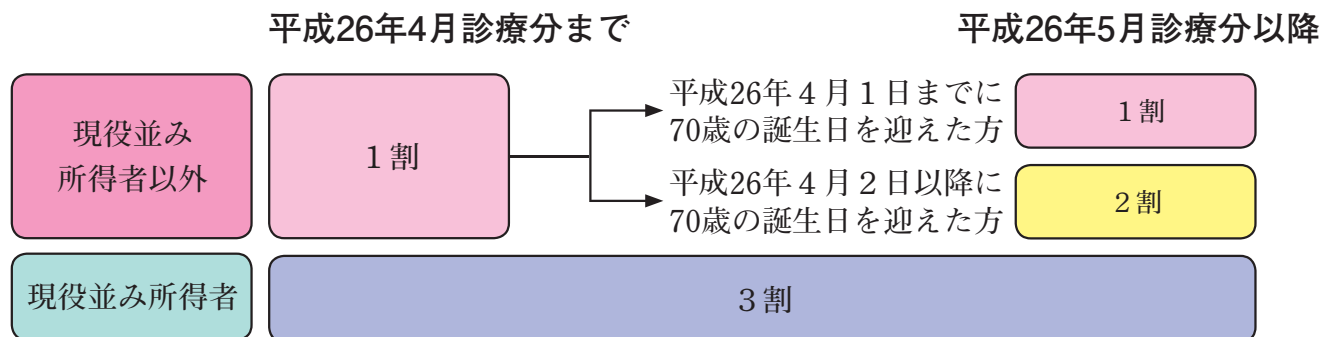 平成26年4月診療分まで
平成26年5月診療分以降
現役並み
所得者以外
１割
平成26年４月１日までに
70歳の誕生日を迎えた方
１割
平成26年４月２日以降に
70歳の誕生日を迎えた方
２割
現役並み所得者
３割